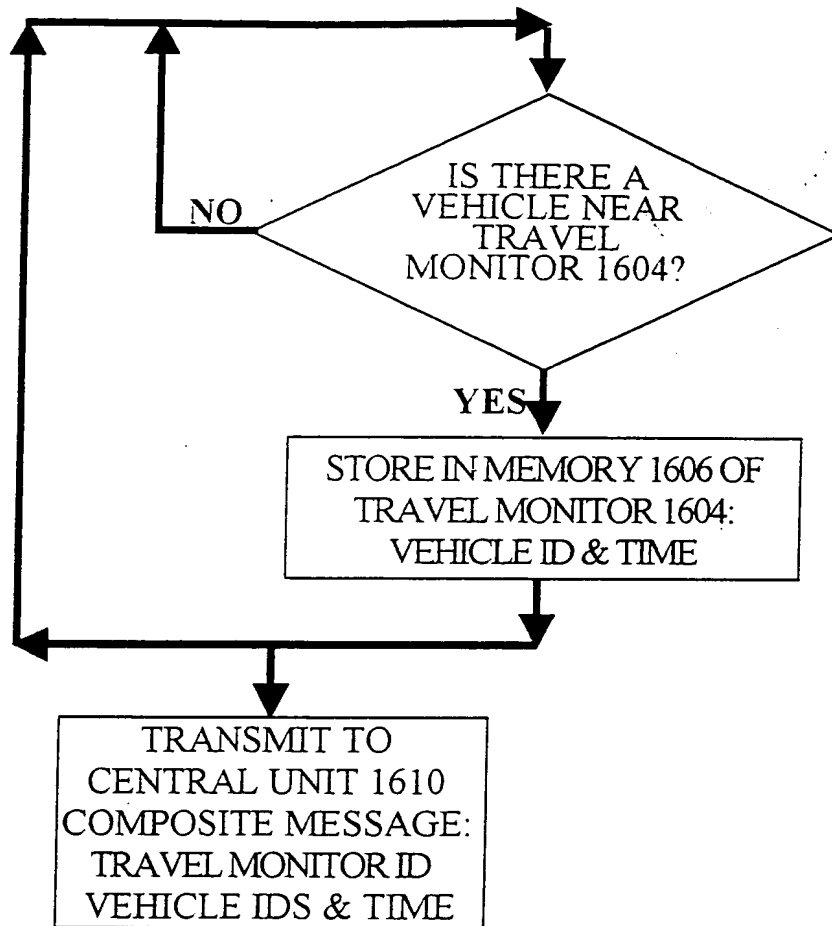 IS THERE A
VEHICLE NEAR
TRAVEL
MONITOR 1604?
NO
YES
STORE IN MEMORY 1606 OF
TRAVEL MONITOR 1604:
VEHICLE ID & TIME
TRANSMIT TO
CENTRAL UNIT 1610
COMPOSITE MESSAGE:
TRAVEL MONITOR ID
VEHICLE IDS & TIME